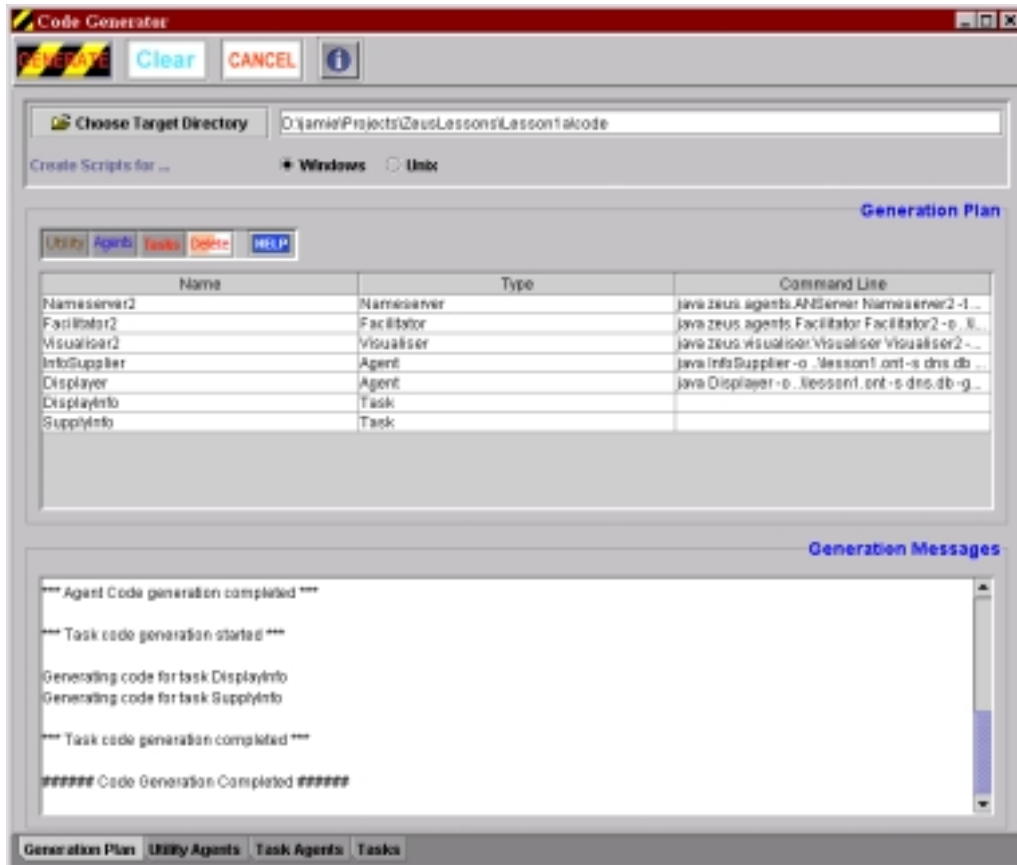 Code Generator
GENERATE Clear CANCEL i
Choose Target Directory D:\jamie\Projects\ZeusLessons\Lesson1a\code
Create Scripts for ... Windows Unix
Generation Plan
Utility Agents Tasks Delete HELP
Name Type Command Line
Nameserver2 Nameserver java zeus.agents.ANServer Nameserver2 -t...
Facilitator2 Facilitator java zeus.agents.Facilitator Facilitator2 -o
Visualiser2 Visualiser java zeus.visualiser.Visualiser Visualiser2 -...
InfoSupplier Agent java InfoSupplier -o ..\lesson1.ont -s dns.db ...
Displayer Agent java Displayer -o ..\lesson1.ont -s dns.db -g...
DisplayInfo Task
SupplyInfo Task
Generation Messages
*** Agent Code generation completed ***
*** Task code generation started ***
Generating code for task DisplayInfo
Generating code for task SupplyInfo
*** Task code generation completed ***
###### Code Generation Completed ######
Generation Plan Utility Agents Task Agents Tasks